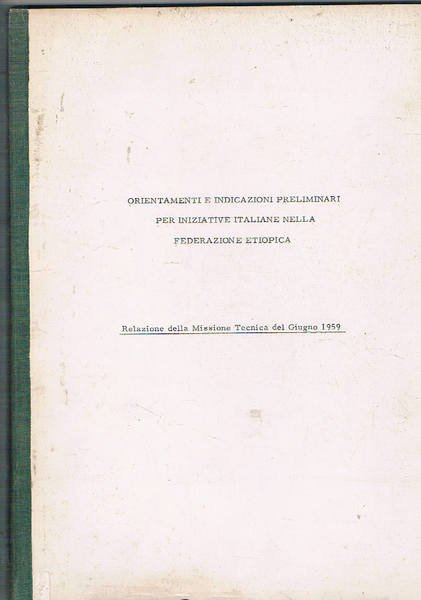 ORIENTAMENTI E INDICAZIONI PRELIMINARI
PER INIZIATIVE ITALIANE NELLA
FEDERAZIONE ETIOPICA
Relazione della Missione Tecnica del Giugno 1959